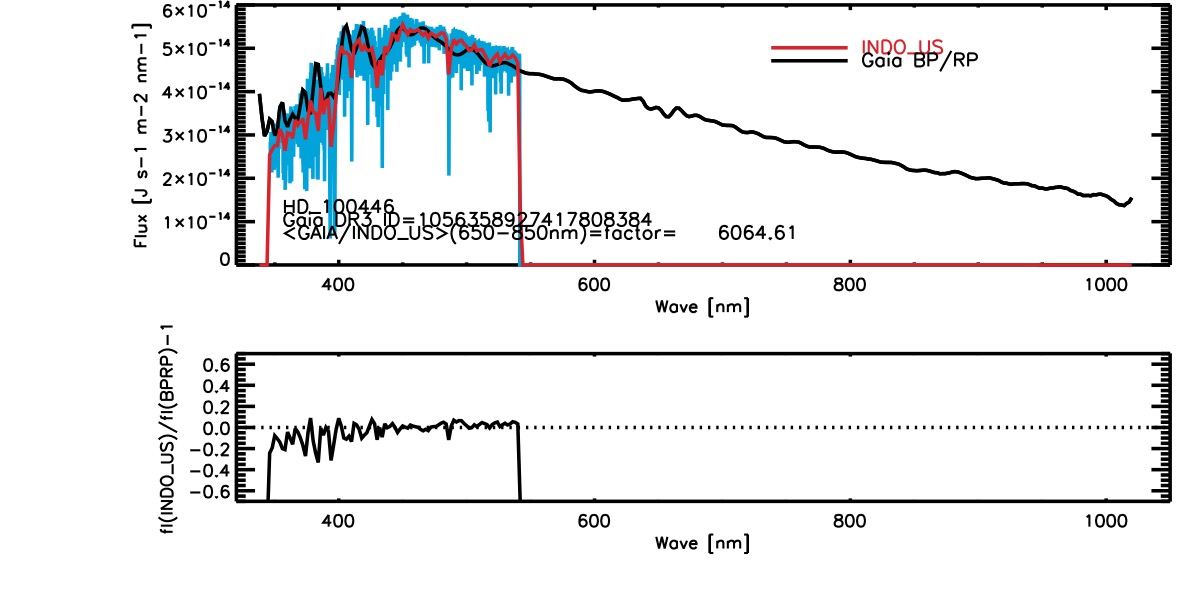 6×10−14
5×10−14
4×10−14
3×10−14
2×10−14
1×10−14
0
Flux [J s−1 m−2 nm−1]
INDO_US
Gaia BP/RP
HD_100446
Gaia DR3 ID=1056358927417808384
<GAIA/INDO_US>(650−850nm)=factor= 6064.61
400 600 800 1000
Wave [nm]
fl(INDO_US)/fl(BPRP)−1
0.6
0.4
0.2
0.0
−0.2
−0.4
−0.6
400 600 800 1000
Wave [nm]